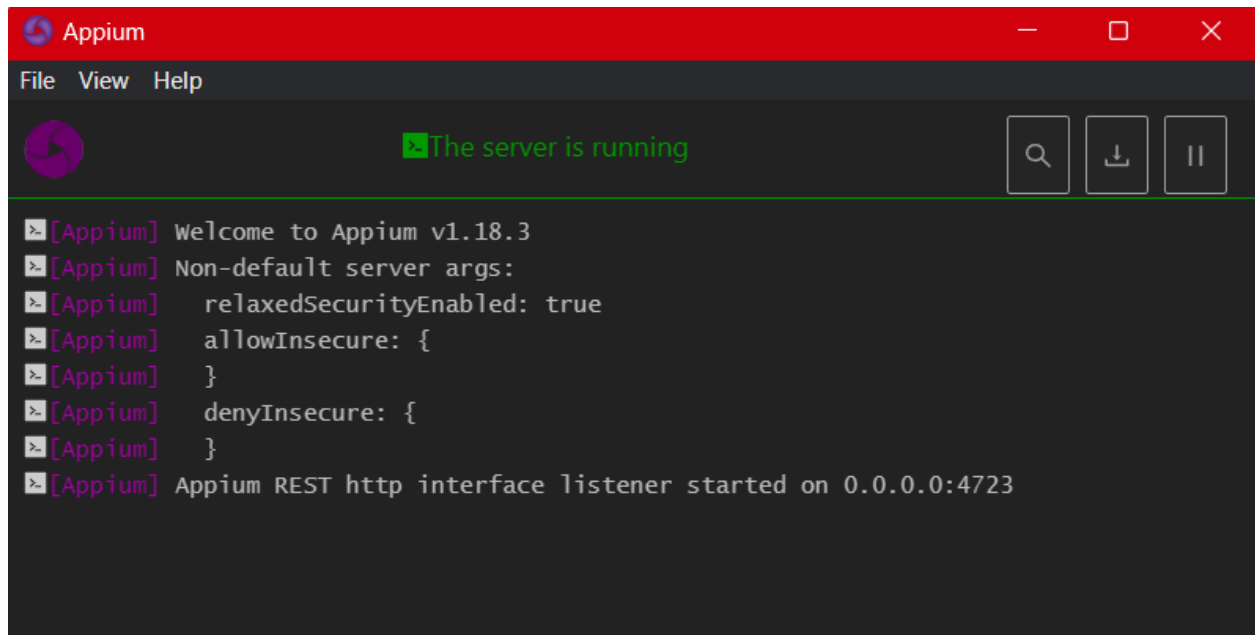 Appium
File View Help
The server is running
[Appium] Welcome to Appium v1.18.3
[Appium] Non-default server args:
[Appium]   relaxedSecurityEnabled: true
[Appium]   allowInsecure: {
[Appium]   }
[Appium]   denyInsecure: {
[Appium]   }
[Appium] Appium REST http interface listener started on 0.0.0.0:4723